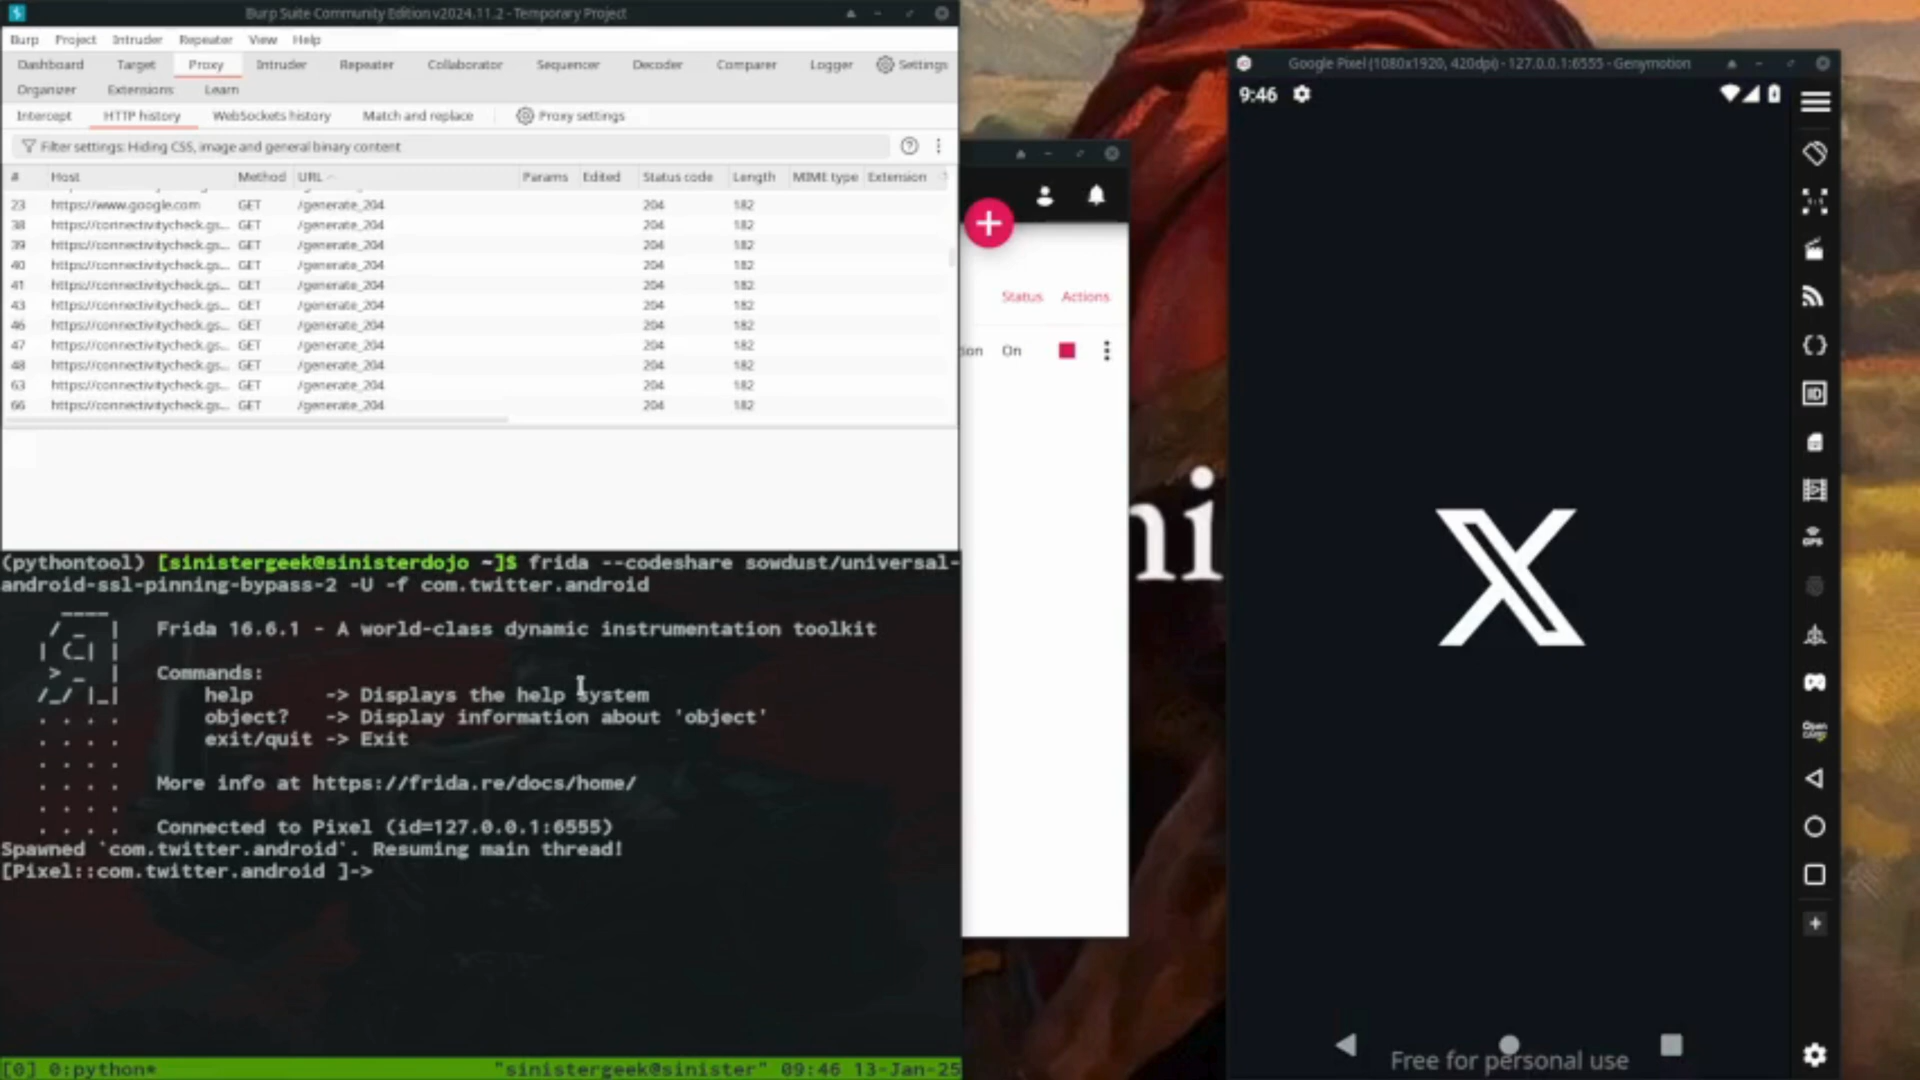 Burp Suite Community Edition v2024.11.2 - Temporary Project
Burp Project Intruder Repeater View Help
Dashboard Target Proxy Intruder Repeater Collaborator Sequencer Decoder Comparer Logger Settings
Organizer Extensions Learn
Intercept HTTP history WebSockets history Match and replace Proxy settings
Filter settings: Hiding CSS, image and general binary content
# Host Method URL Params Edited Status code Length MIME type Extension
23 https://www.google.com GET /generate_204 204 182
38 https://connectivitycheck.gs... GET /generate_204 204 182
39 https://connectivitycheck.gs... GET /generate_204 204 182
40 https://connectivitycheck.gs... GET /generate_204 204 182
41 https://connectivitycheck.gs... GET /generate_204 204 182
43 https://connectivitycheck.gs... GET /generate_204 204 182
46 https://connectivitycheck.gs... GET /generate_204 204 182
47 https://connectivitycheck.gs... GET /generate_204 204 182
48 https://connectivitycheck.gs... GET /generate_204 204 182
63 https://connectivitycheck.gs... GET /generate_204 204 182
66 https://connectivitycheck.gs... GET /generate_204 204 182
(pythontool) [sinistergeek@sinisterdojo ~]$ frida --codeshare sowdust/universal-
android-ssl-pinning-bypass-2 -U -f com.twitter.android
Frida 16.6.1 - A world-class dynamic instrumentation toolkit
Commands:
help -> Displays the help system
object? -> Display information about 'object'
exit/quit -> Exit
More info at https://frida.re/docs/home/
Connected to Pixel (id=127.0.0.1:6555)
Spawned `com.twitter.android`. Resuming main thread!
[Pixel::com.twitter.android ]->
[0] 0:python* "sinistergeek@sinister" 09:46 13-Jan-25
Status Actions
ion On
ni
Google Pixel (1080x1920, 420dpi) - 127.0.0.1:6555 - Genymotion
9:46
X
ID
GPS
Free for personal use